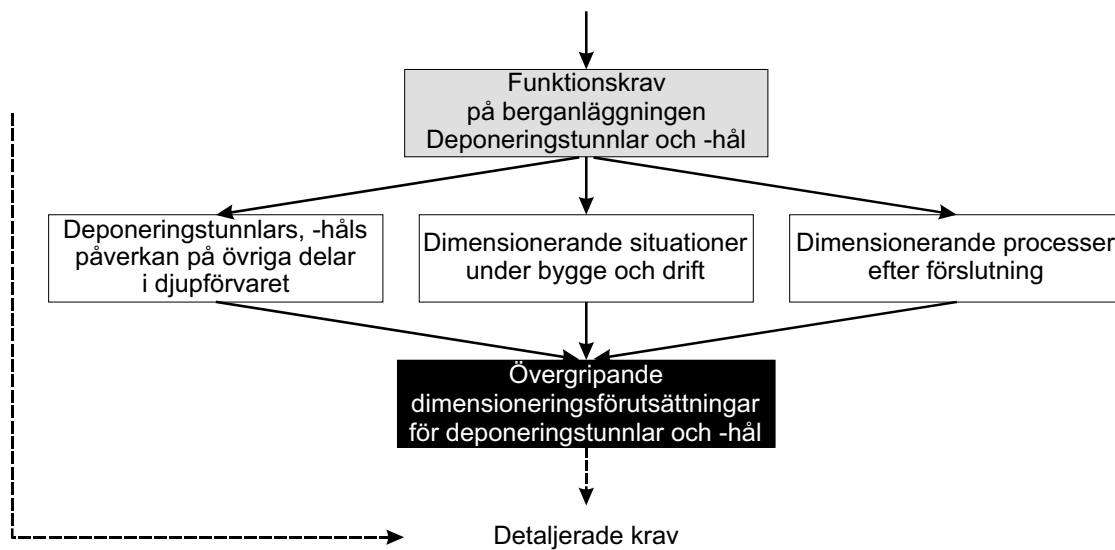 Funktionskrav
på berganläggningen
Deponeringstunnlar och -hål
Deponeringstunnlars, -håls
påverkan på övriga delar
i djupförvaret
Dimensionerande situationer
under bygge och drift
Dimensionerande processer
efter förslutning
Övergripande
dimensioneringsförutsättningar
för deponeringstunnlar och -hål
Detaljerade krav